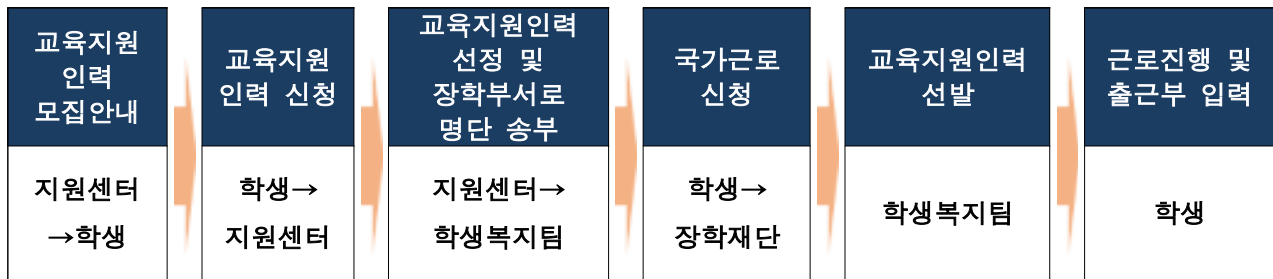 교육지원
인력
모집안내
지원센터
→학생
교육지원
인력 신청
학생→
지원센터
교육지원인력
선정 및
장학부서로
명단 송부
지원센터→
학생복지팀
국가근로
신청
학생→
장학재단
교육지원인력
선발
학생복지팀
근로진행 및
출근부 입력
학생